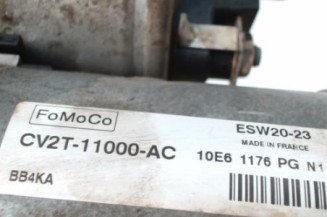 FoMoCo
ESW20-23
MADE IN FRANCE
CV2T-11000-AC
10E6 1176 PG N1
BB4KA